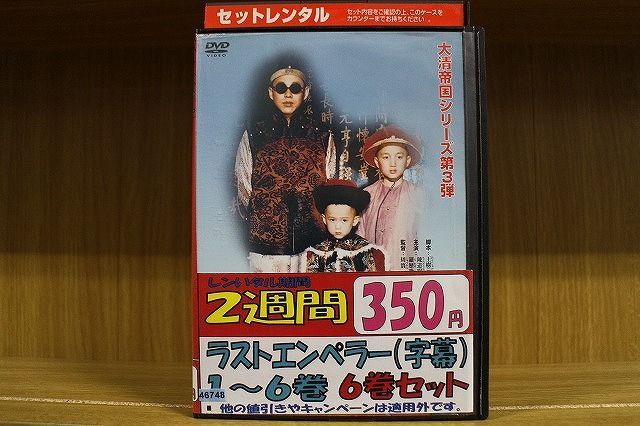 セットレンタル
セット内容をご確認の上、このケースを
カウンターまでお持ちください。
DVD
VIDEO
大清帝国シリーズ第3弾
レンタル期間
2週間
350円
ラストエンペラー(字幕)
1～6巻 6巻セット
46748
他の値引きやキャンペーンは適用外です。